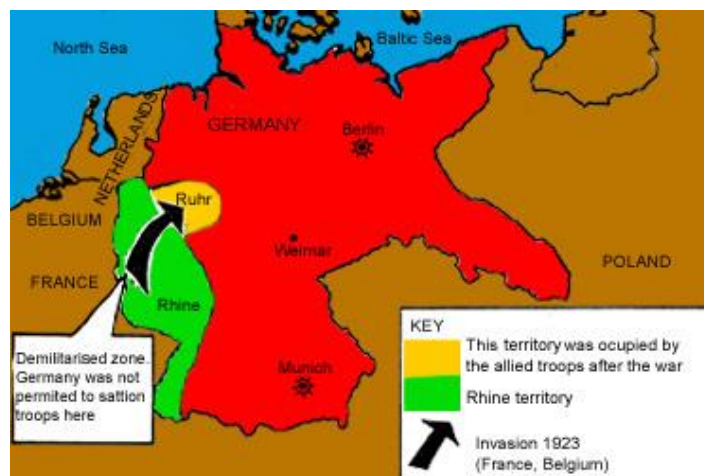 North Sea
Baltic Sea
GERMANY
Berlin
NETHERLANDS
Ruhr
BELGIUM
Weimar
POLAND
FRANCE
Rhine
Demilitarised zone.
Germany was not
permited to sattion
troops here
Munich
KEY
This territory was ocupied by
the allied troops after the war
Rhine territory
Invasion 1923
(France, Belgium)